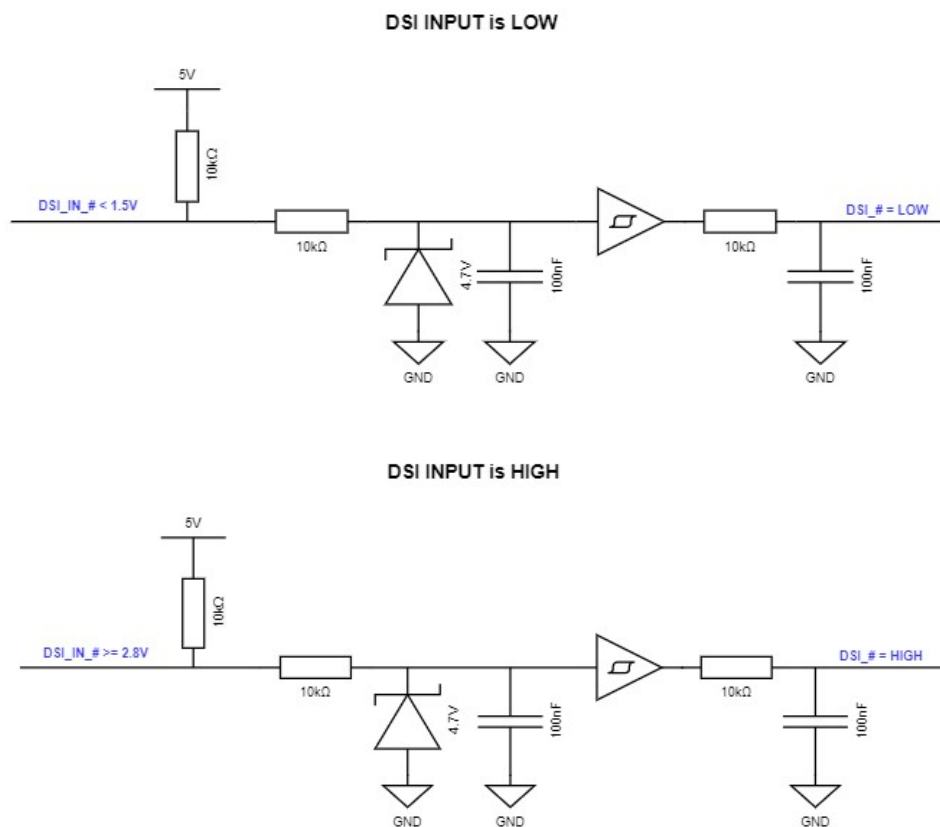 DSI INPUT is LOW
5V
10kΩ
DSI_IN_# < 1.5V
10kΩ
4.7V
100nF
10kΩ
DSI_# = LOW
100nF
GND
GND
GND
DSI INPUT is HIGH
5V
10kΩ
DSI_IN_# >= 2.8V
10kΩ
4.7V
100nF
10kΩ
DSI_# = HIGH
100nF
GND
GND
GND